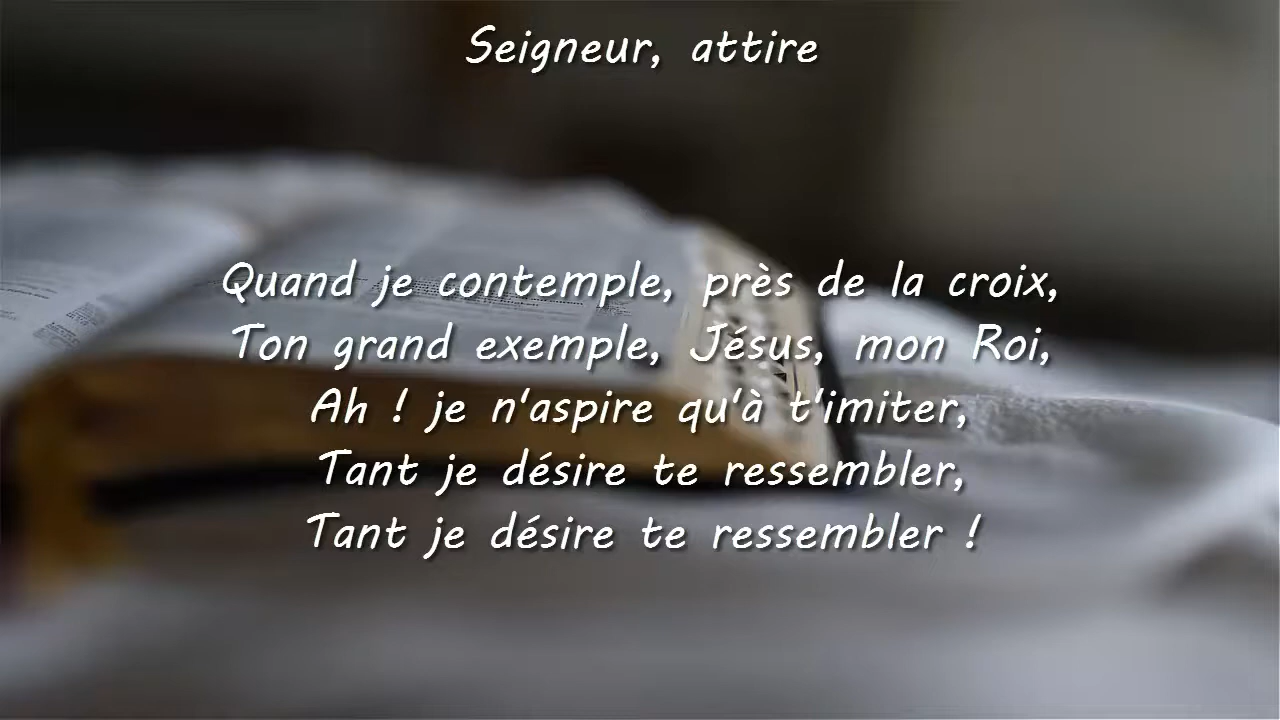 Seigneur, attire
Quand je contemple, près de la croix,
Ton grand exemple, Jésus, mon Roi,
Ah ! je n'aspire qu'à t'imiter,
Tant je désire te ressembler,
Tant je désire te ressembler !